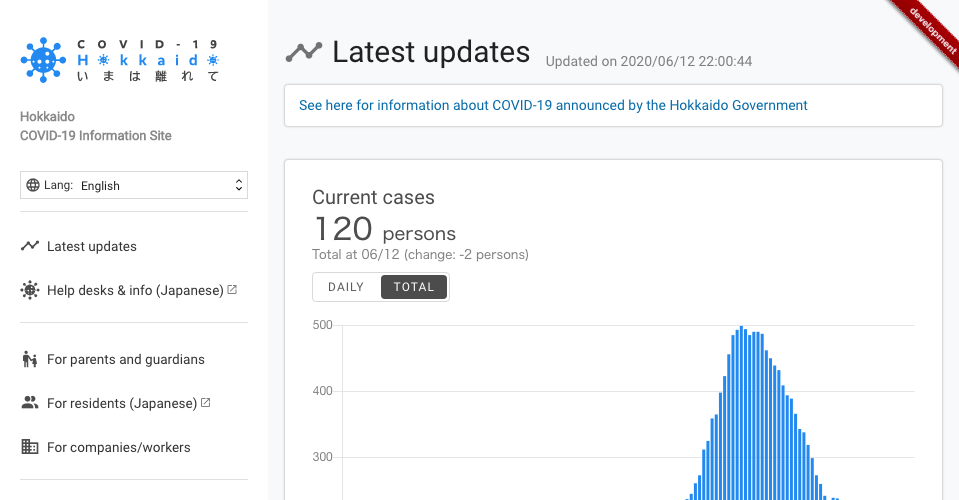 COVID-19
Hokkaido
いまは離れて
Hokkaido
COVID-19 Information Site
Lang: English
Latest updates
Help desks & info (Japanese)
For parents and guardians
For residents (Japanese)
For companies/workers
development
Latest updates Updated on 2020/06/12 22:00:44
See here for information about COVID-19 announced by the Hokkaido Government
Current cases
120 persons
Total at 06/12 (change: -2 persons)
DAILY TOTAL
500
400
300